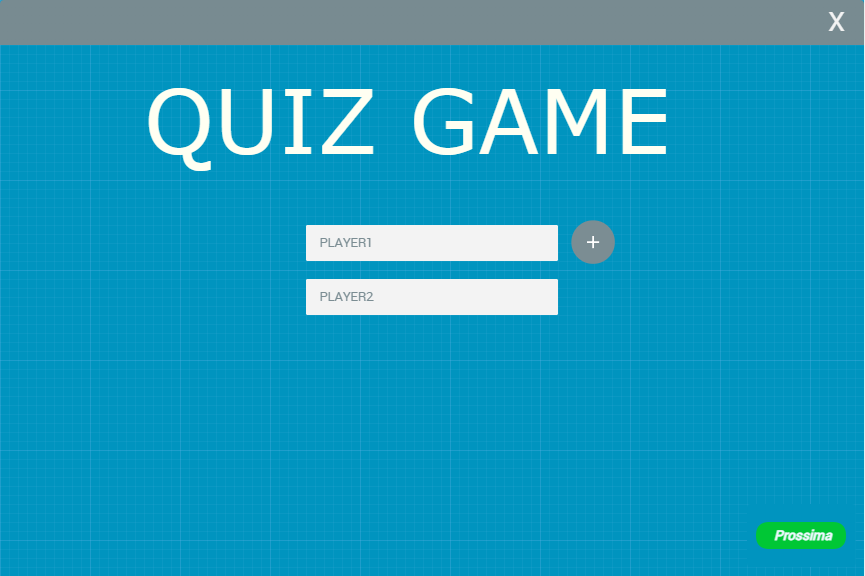 X
QUIZ GAME
PLAYER1
+
PLAYER2
Prossima